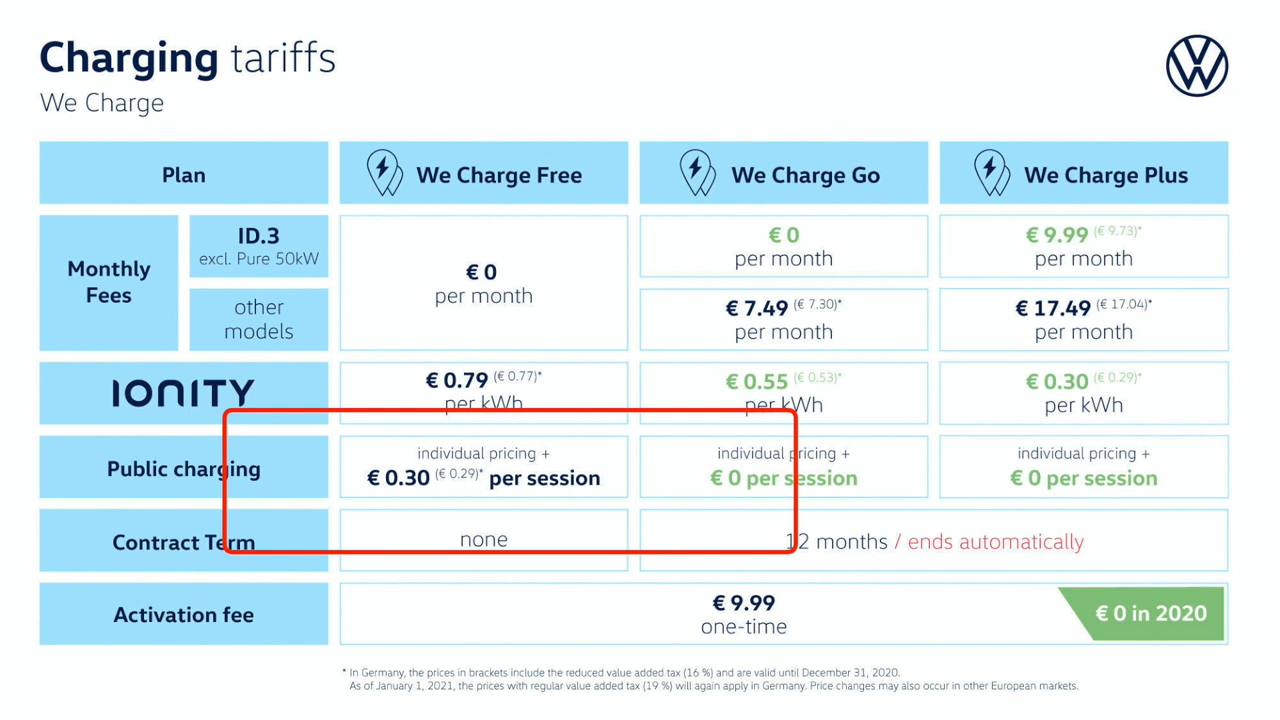 Charging tariffs
We Charge
Plan
We Charge Free
We Charge Go
We Charge Plus
Monthly
Fees
ID.3
excl. Pure 50kW
other
models
€ 0
per month
€ 0
per month
€ 9.99 (€ 9.73)*
per month
€ 7.49 (€ 7.30)*
per month
€ 17.49 (€ 17.04)*
per month
IONITY
€ 0.79 (€ 0.77)*
per kWh
€ 0.55 (€ 0.53)*
per kWh
€ 0.30 (€ 0.29)*
per kWh
Public charging
individual pricing +
€ 0.30 (€ 0.29)* per session
individual pricing +
€ 0 per session
individual pricing +
€ 0 per session
Contract Term
none
12 months / ends automatically
Activation fee
€ 9.99
one-time
€ 0 in 2020
* In Germany, the prices in brackets include the reduced value added tax (16 %) and are valid until December 31, 2020.
As of January 1, 2021, the prices with regular value added tax (19 %) will again apply in Germany. Price changes may also occur in other European markets.